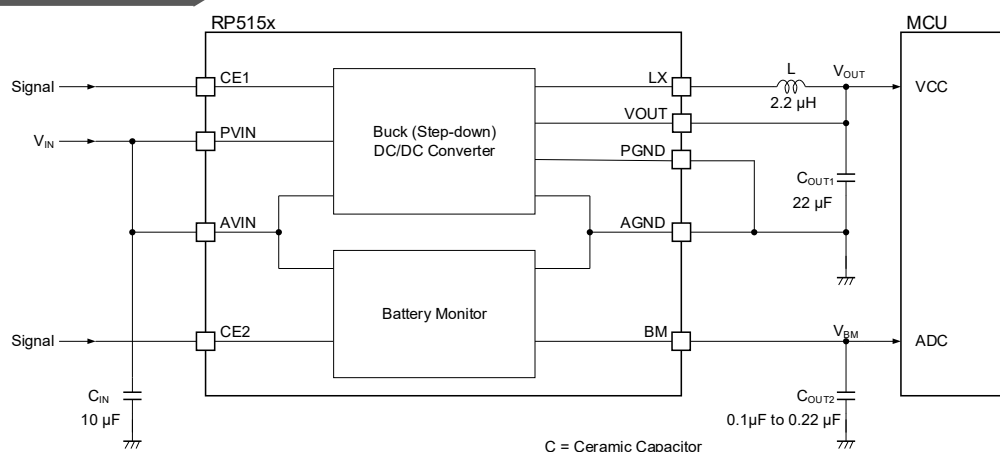 RP515x
MCU
Signal
CE1
LX
L
2.2 µH
VOUT
VCC
VIN
PVIN
Buck (Step-down)
DC/DC Converter
VOUT
PGND
COUT1
22 µF
AVIN
AGND
Battery Monitor
Signal
CE2
BM
VBM
ADC
CIN
10 µF
COUT2
0.1µF to 0.22 µF
C = Ceramic Capacitor